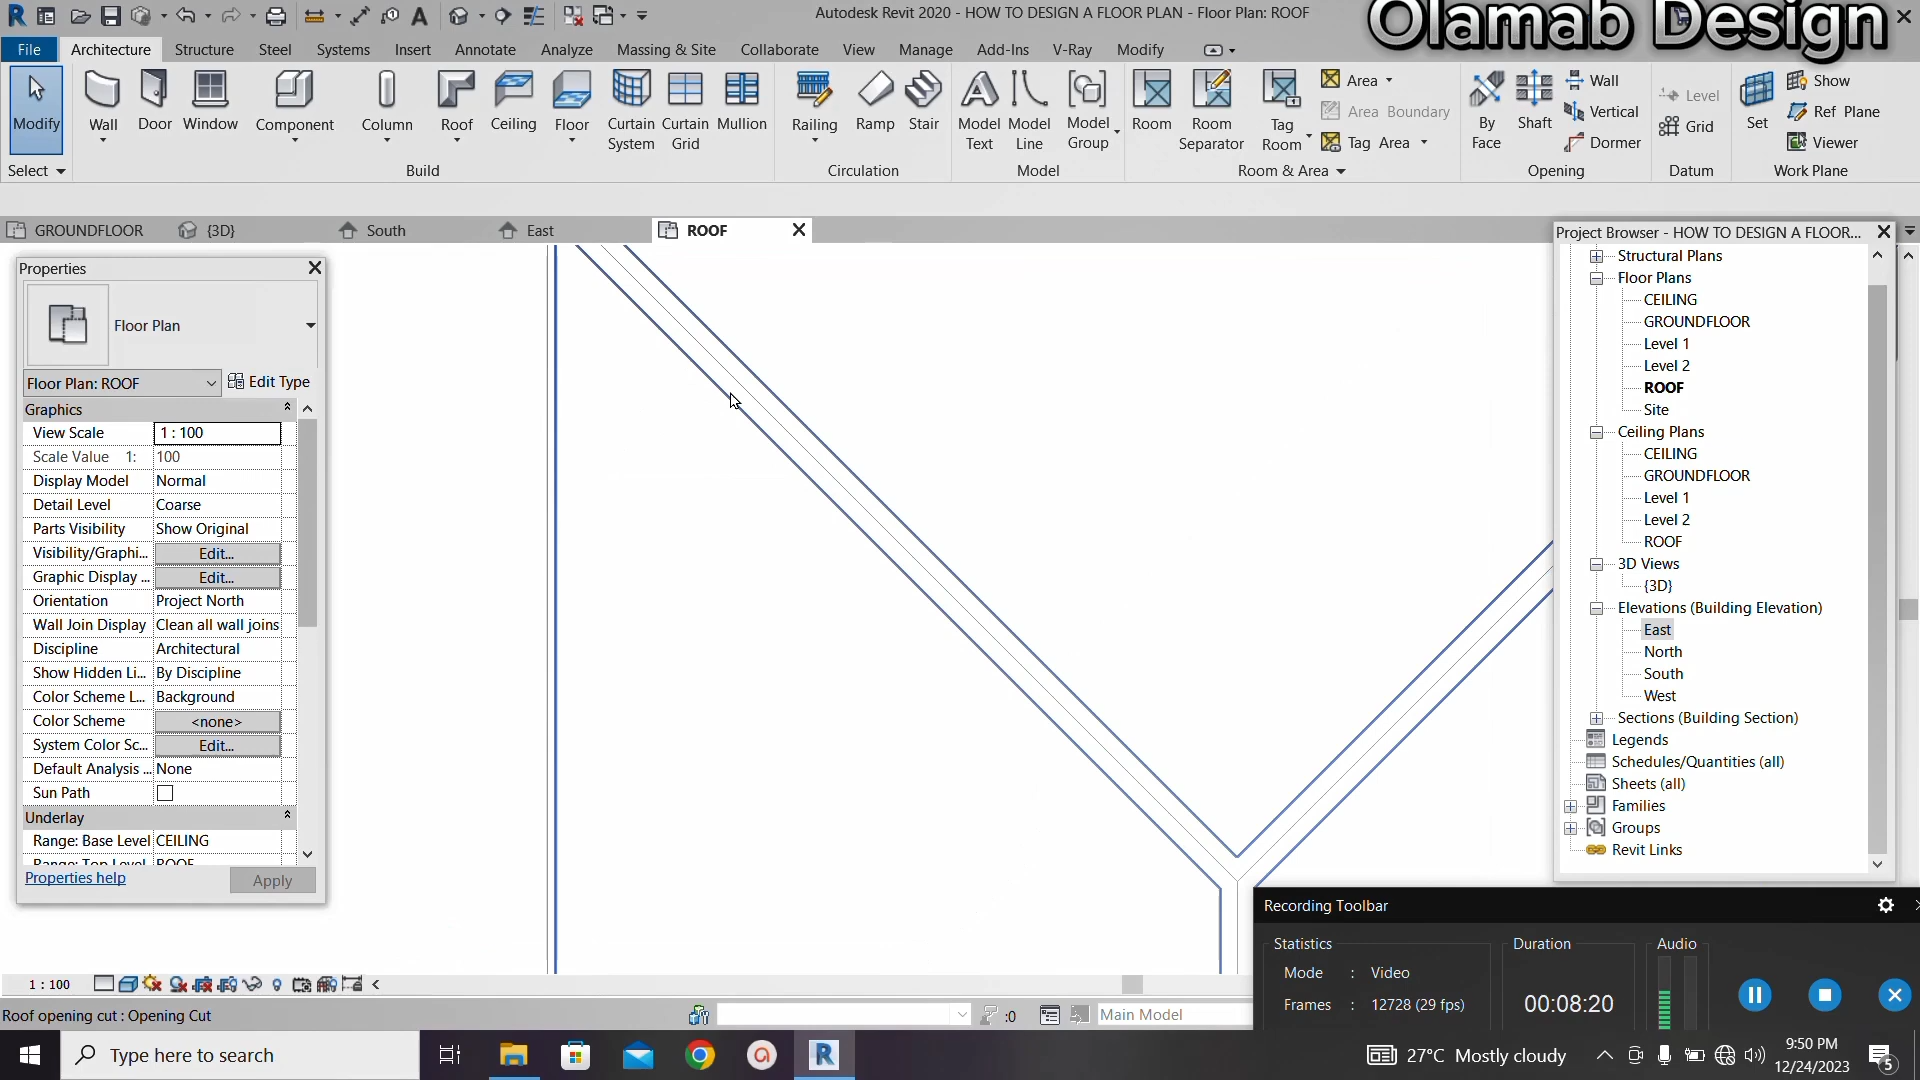 Autodesk Revit 2020 - HOW TO DESIGN A FLOOR PLAN - Floor Plan: ROOF
Olamab Design
File Architecture Structure Steel Systems Insert Annotate Analyze Massing & Site Collaborate View Manage Add-Ins V-Ray Modify
Modify Wall Door Window Component Column Roof Ceiling Floor Curtain System Curtain Grid Mullion Railing Ramp Stair Model Text Model Line Model Group Room Room Separator Tag Room
Area
Area Boundary
Tag Area
By Face Shaft
Wall
Vertical
Dormer
Level
Grid
Set
Show
Ref Plane
Viewer
Select Build Circulation Model Room & Area Opening Datum Work Plane
GROUNDFLOOR {3D} South East ROOF
Properties
Floor Plan
Floor Plan: ROOF Edit Type
Graphics
View Scale 1 : 100
Scale Value 1: 100
Display Model Normal
Detail Level Coarse
Parts Visibility Show Original
Visibility/Graphi... Edit...
Graphic Display ... Edit...
Orientation Project North
Wall Join Display Clean all wall joins
Discipline Architectural
Show Hidden Li... By Discipline
Color Scheme L... Background
Color Scheme <none>
System Color Sc... Edit...
Default Analysis ... None
Sun Path
Underlay
Range: Base Level CEILING
Range: Top Level ROOF
Properties help Apply
Project Browser - HOW TO DESIGN A FLOOR...
Structural Plans
Floor Plans
CEILING
GROUNDFLOOR
Level 1
Level 2
ROOF
Site
Ceiling Plans
CEILING
GROUNDFLOOR
Level 1
Level 2
ROOF
3D Views
{3D}
Elevations (Building Elevation)
East
North
South
West
Sections (Building Section)
Legends
Schedules/Quantities (all)
Sheets (all)
Families
Groups
Revit Links
Recording Toolbar
Statistics Duration Audio
Mode : Video
Frames : 12728 (29 fps) 00:08:20
1 : 100
Roof opening cut : Opening Cut :0 Main Model
Type here to search 27°C Mostly cloudy 9:50 PM
12/24/2023 5